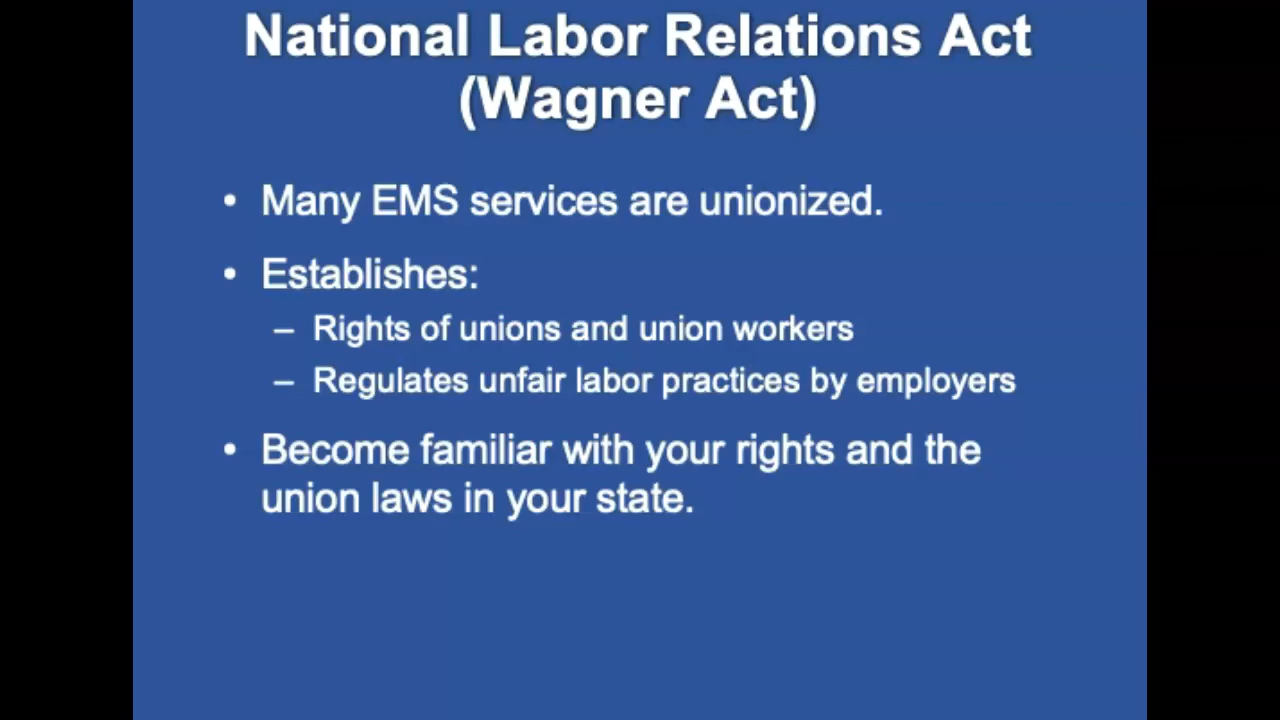 National Labor Relations Act
(Wagner Act)
• Many EMS services are unionized.
• Establishes:
– Rights of unions and union workers
– Regulates unfair labor practices by employers
• Become familiar with your rights and the
union laws in your state.